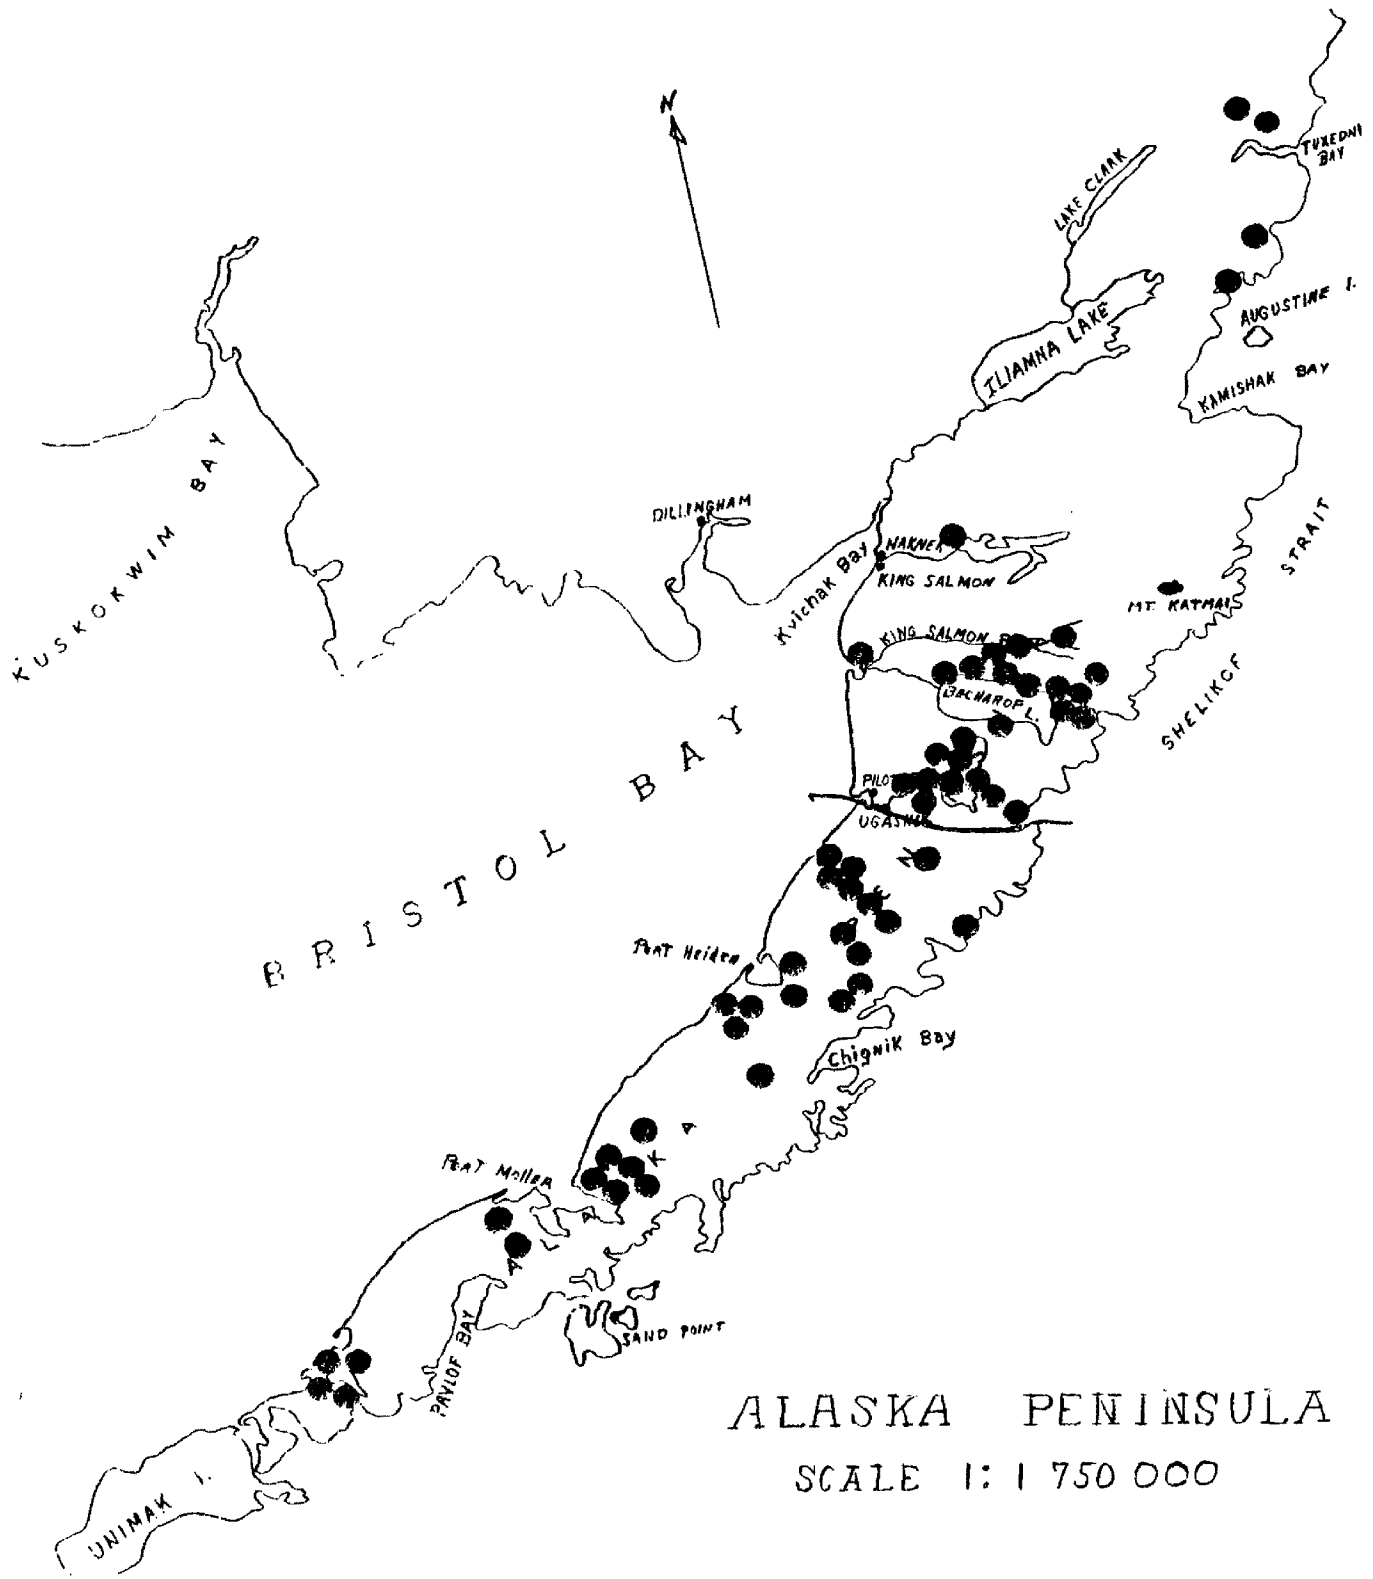 N
TUXEDNI
BAY
LAKE CLARK
AUGUSTINE I.
ILIAMNA LAKE
KAMISHAK BAY
KUSKOKWIM BAY
DILLINGHAM
NAKNEK
KING SALMON
Kvichak Bay
MT. KATMAI
SHELIKOF STRAIT
KING SALMON
BECHAROF L.
PILOT
BRISTOL BAY
Port Heiden
Chignik Bay
Port Moller
ALASKA
PAVLOF BAY
SAND POINT
UNIMAK I.
ALASKA PENINSULA
SCALE 1:1 750 000